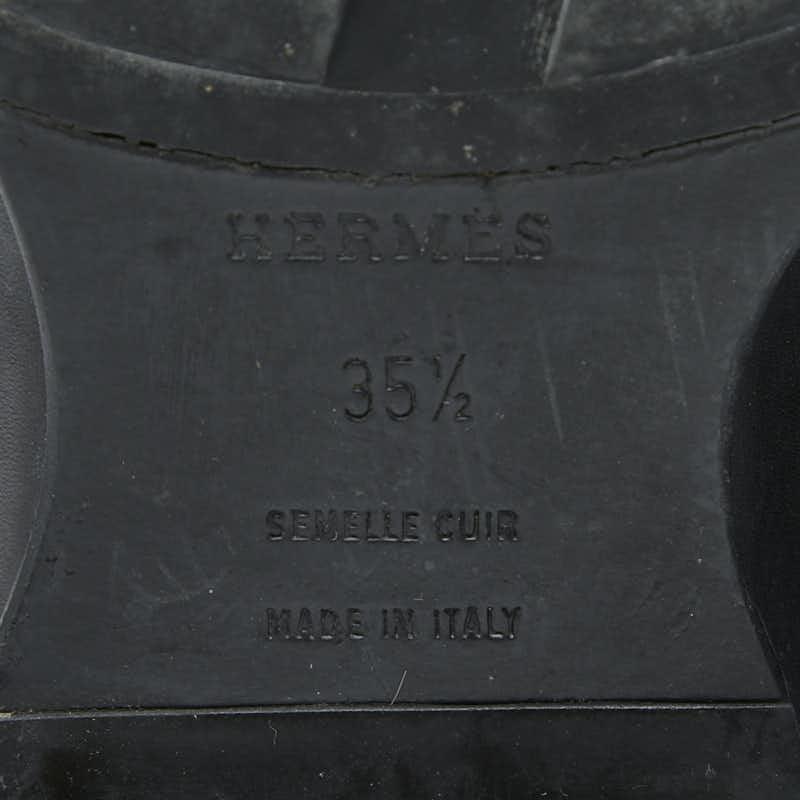 HERMÈS
35½
SEMELLE CUIR
MADE IN ITALY